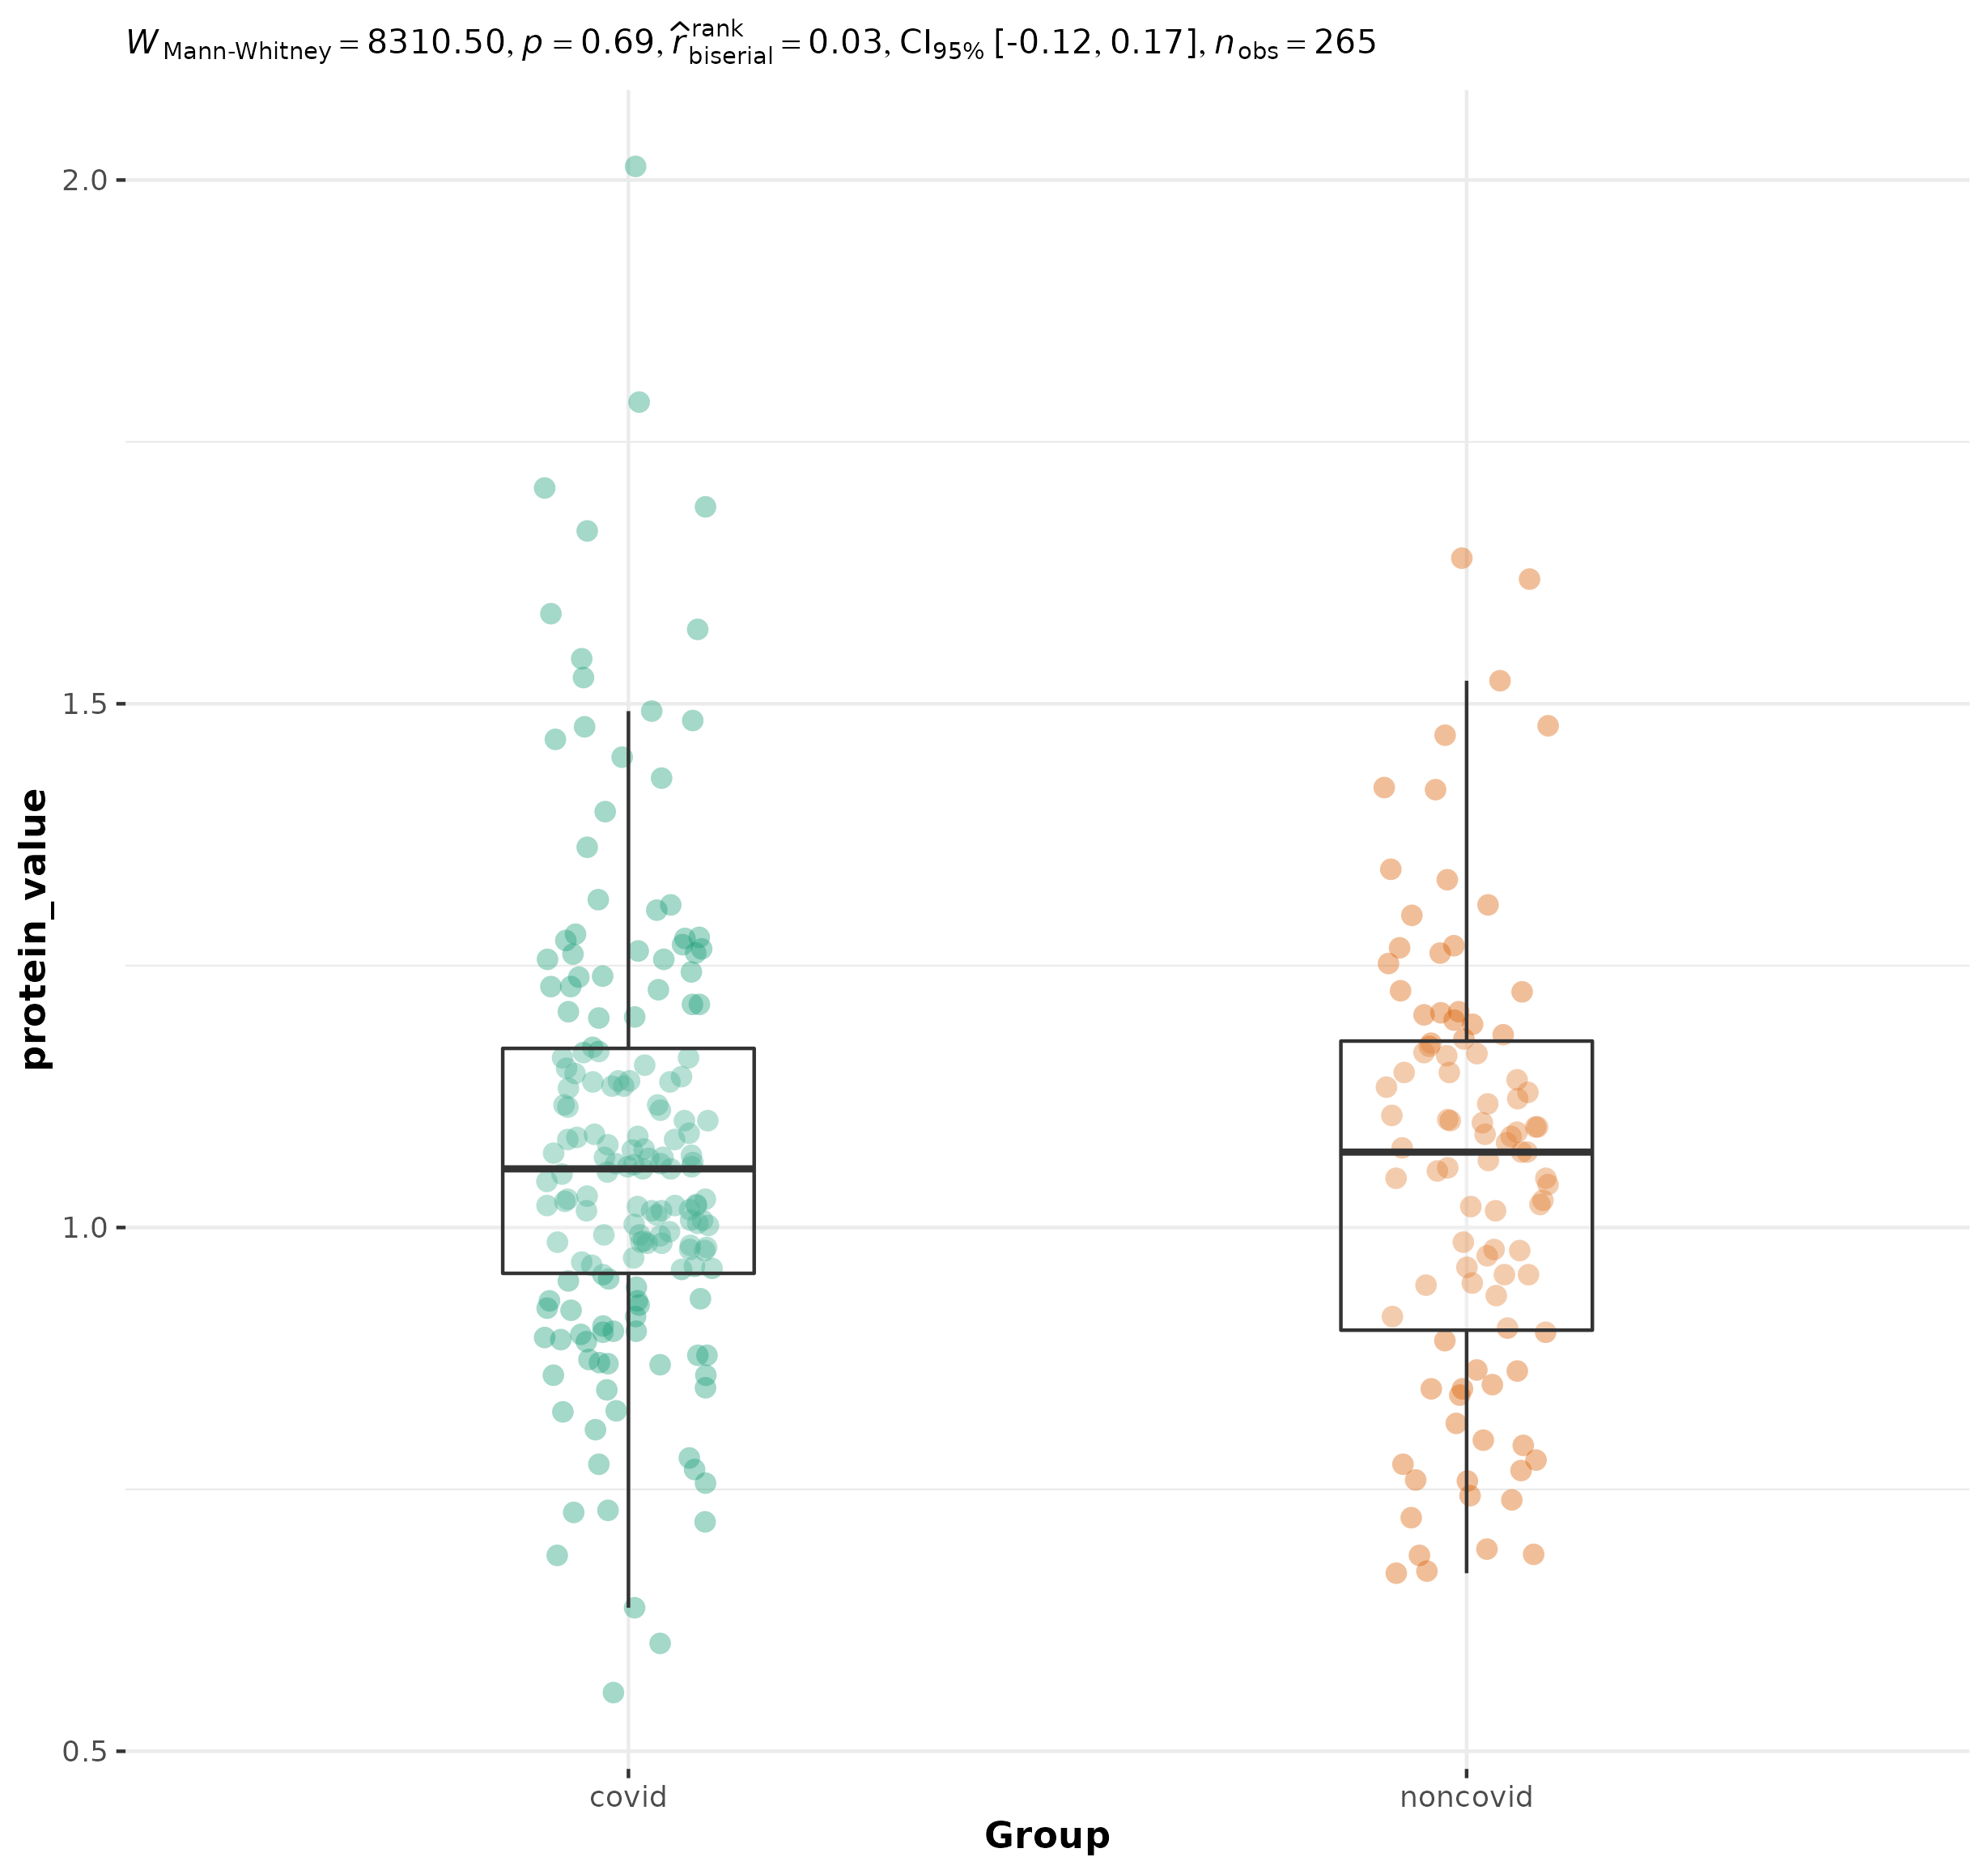 W Mann-Whitney = 8310.50, p = 0.69, r̂ rank biserial = 0.03, CI95% [-0.12, 0.17], n obs = 265
protein_value
2.0
1.5
1.0
0.5
covid noncovid
Group